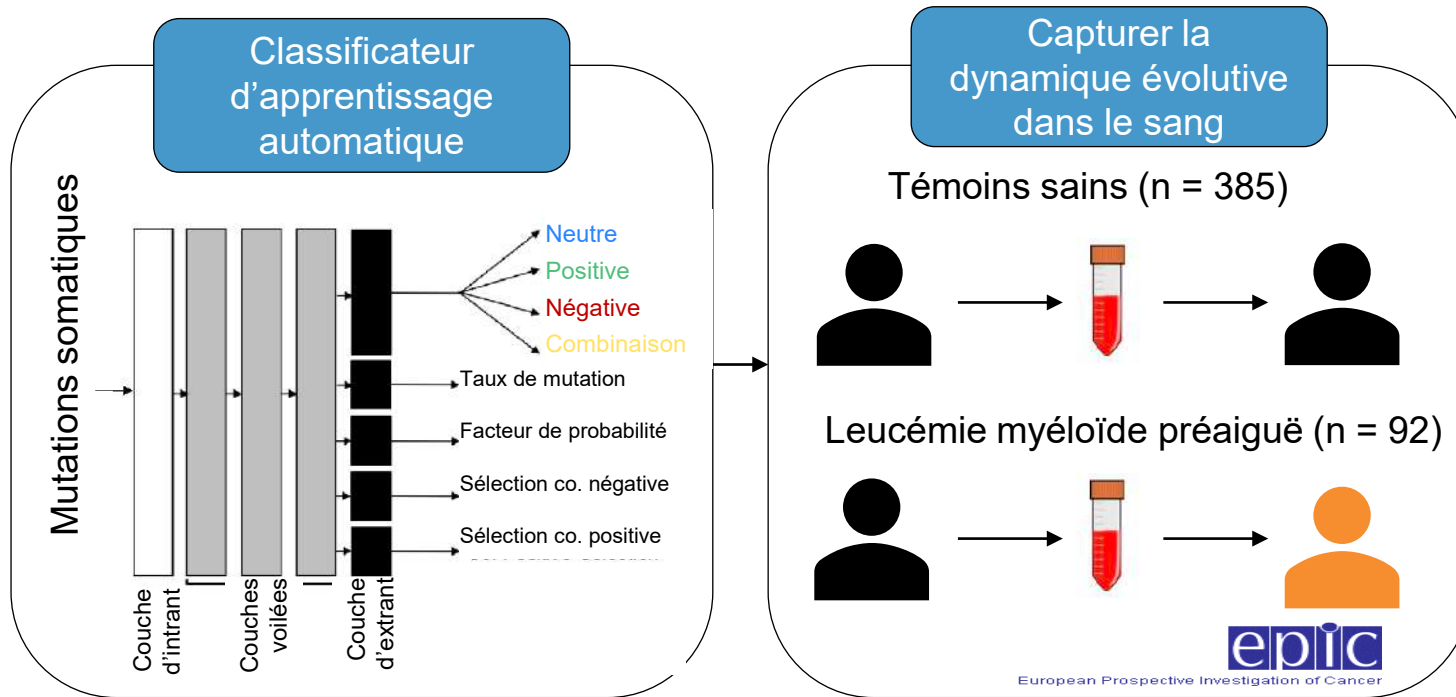 Classificateur
d'apprentissage
automatique
Mutations somatiques
Neutre
Positive
Négative
Combinaison
Taux de mutation
Facteur de probabilité
Sélection co. négative
Sélection co. positive
Couche
d'intrant
Couches
voilées
Couche
d'extrant
Capturer la
dynamique évolutive
dans le sang
Témoins sains (n = 385)
Leucémie myéloïde préaiguë (n = 92)
epic
European Prospective Investigation of Cancer